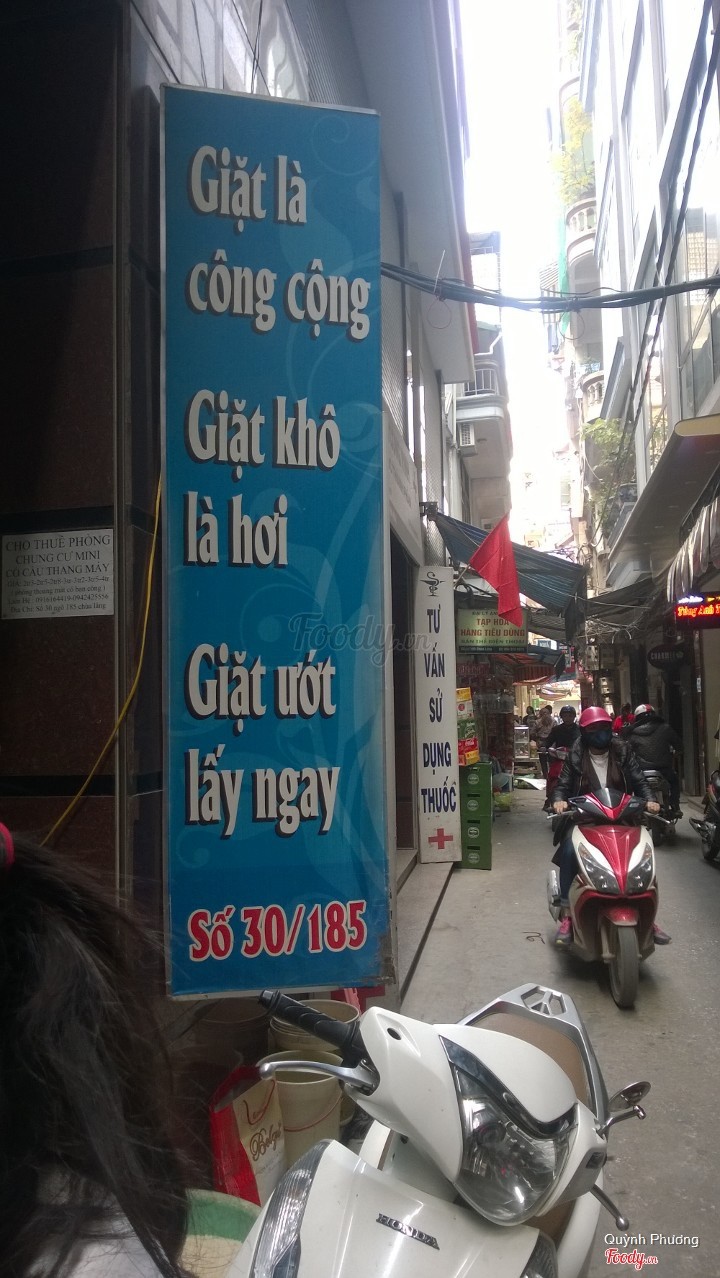 Giặt là
công cộng
Giặt khô
là hơi
Giặt ướt
lấy ngay
Số 30/185
CHO THUÊ PHÒNG
CHUNG CƯ MINI
CÓ CẦU THANG MÁY
TƯ
VẤN
SỬ
DỤNG
THUỐC
TẠP HÓA
HÀNG TIÊU DÙNG
Foody.vn
HONDA
Quỳnh Phương
Foody.vn